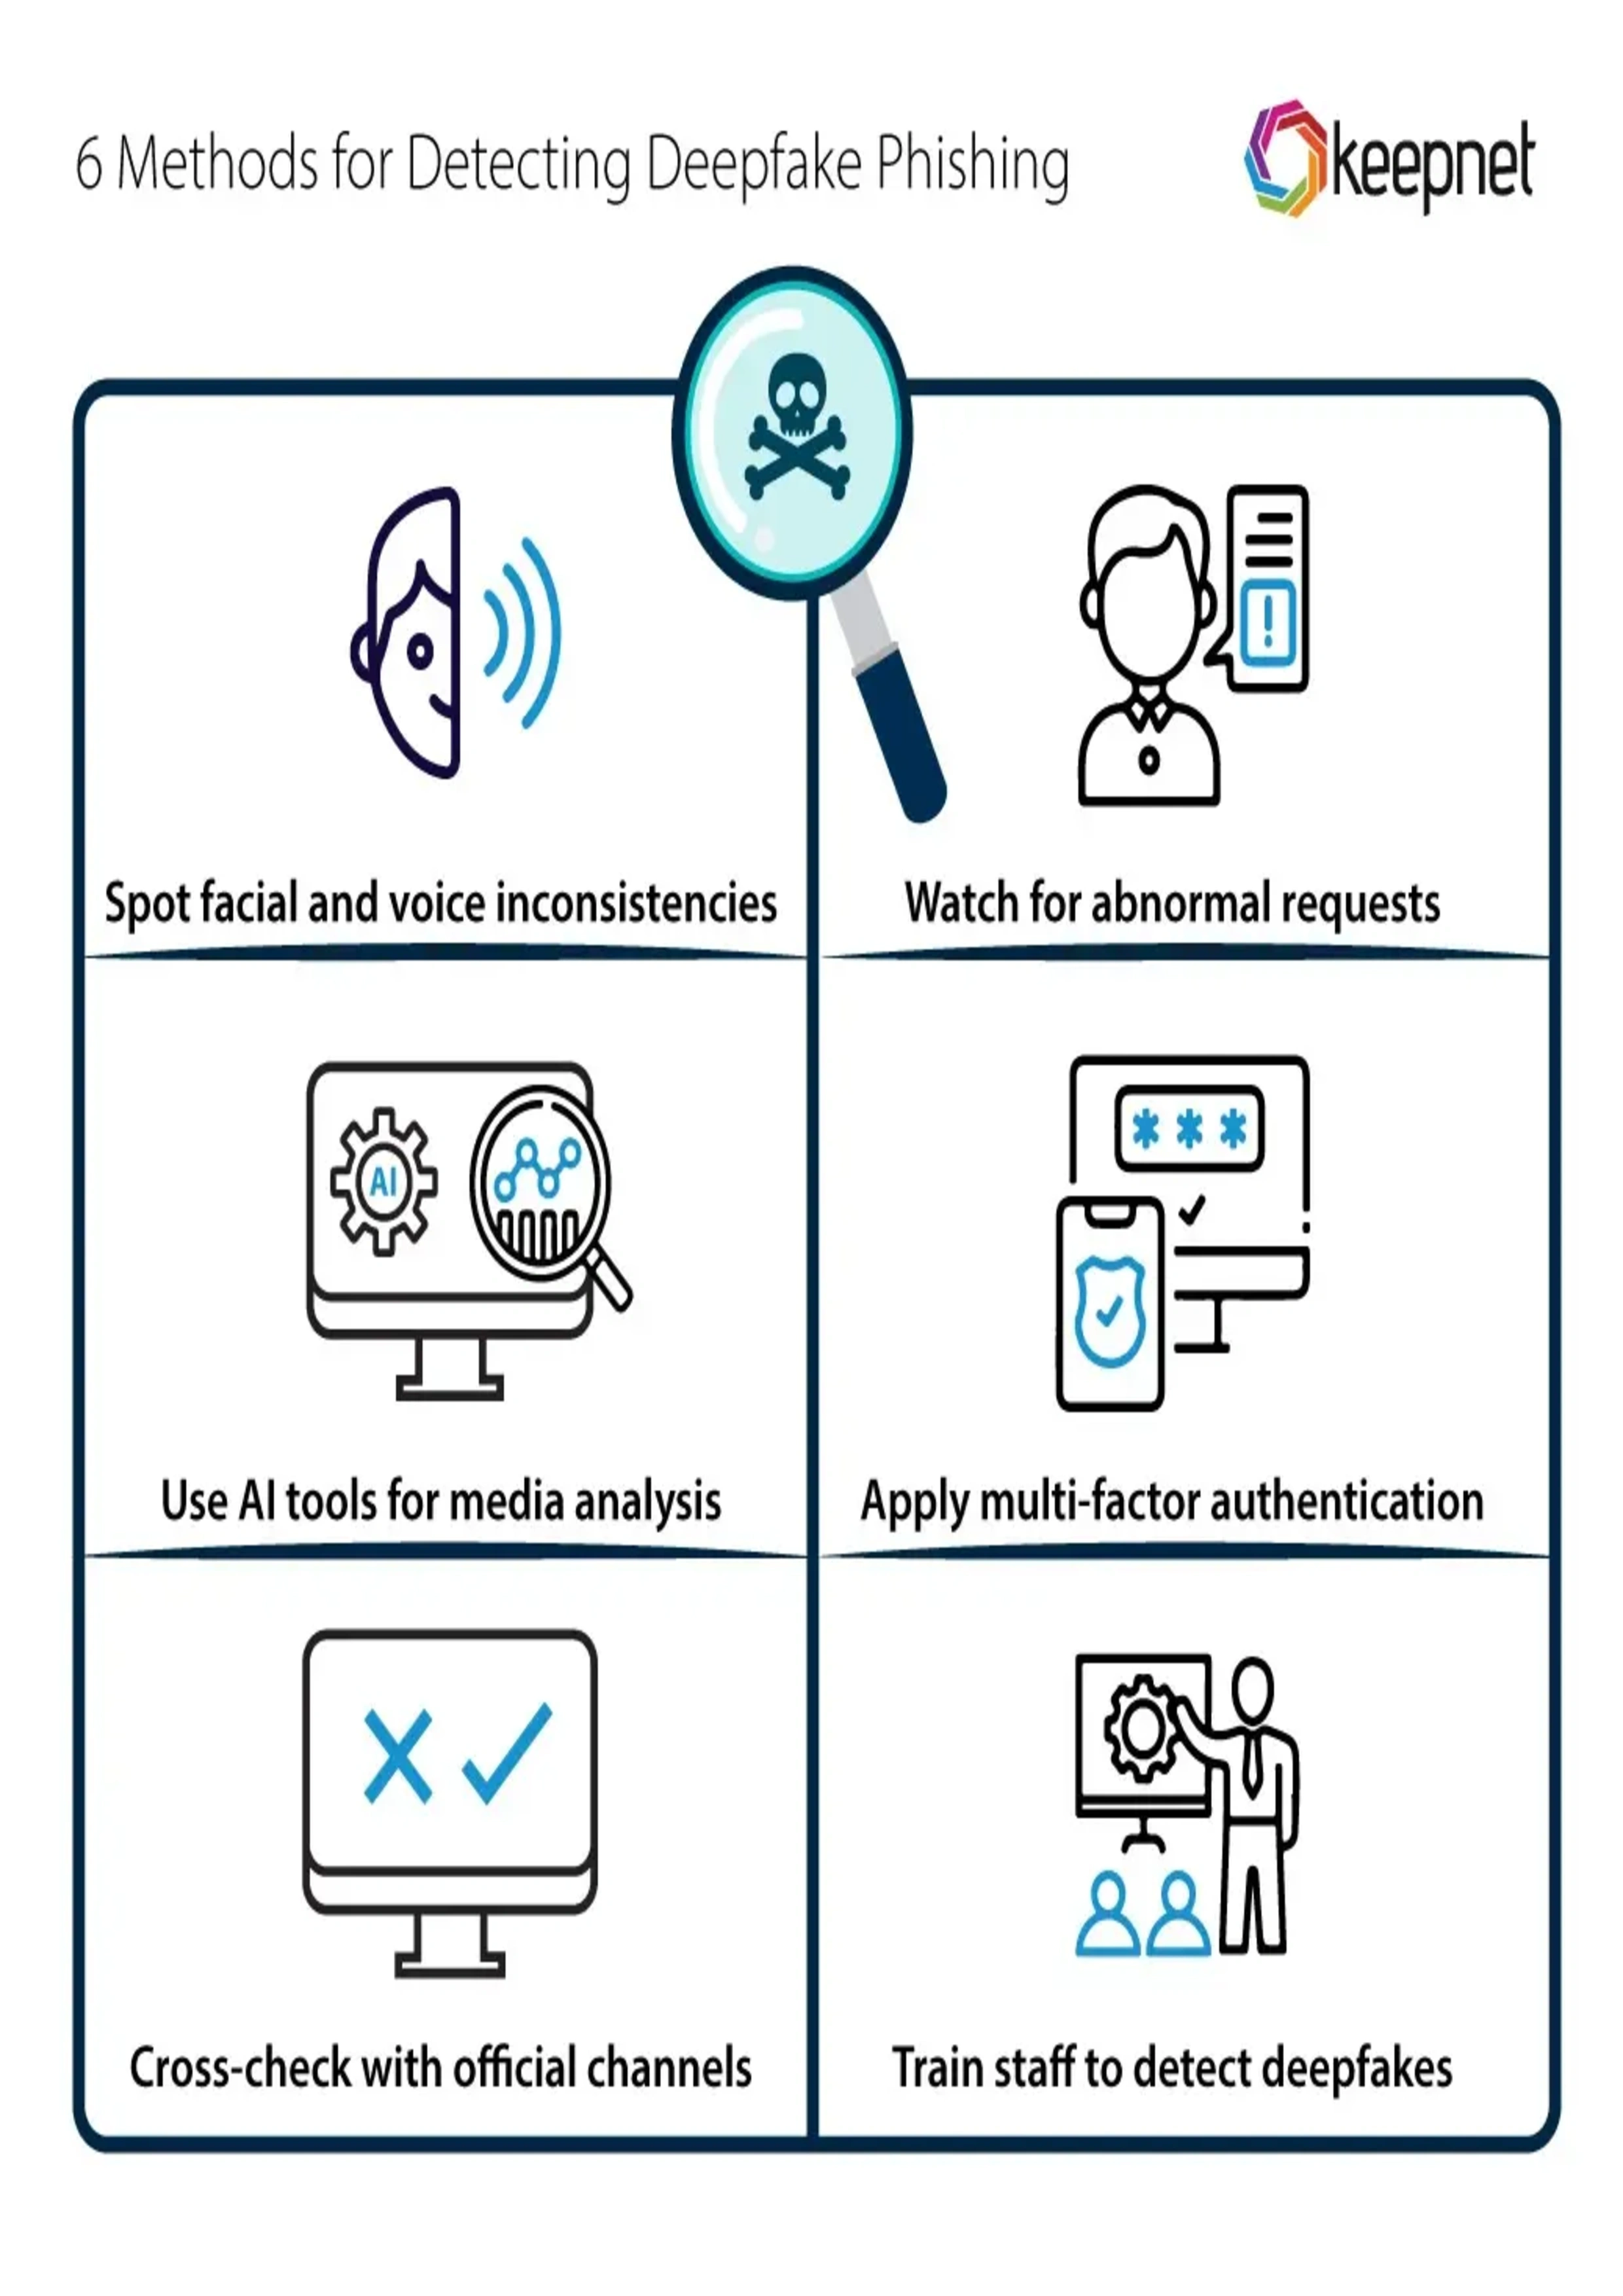 6 Methods for Detecting Deepfake Phishing
keepnet
Spot facial and voice inconsistencies
Watch for abnormal requests
AI
***
Use AI tools for media analysis
Apply multi-factor authentication
Cross-check with official channels
Train staff to detect deepfakes